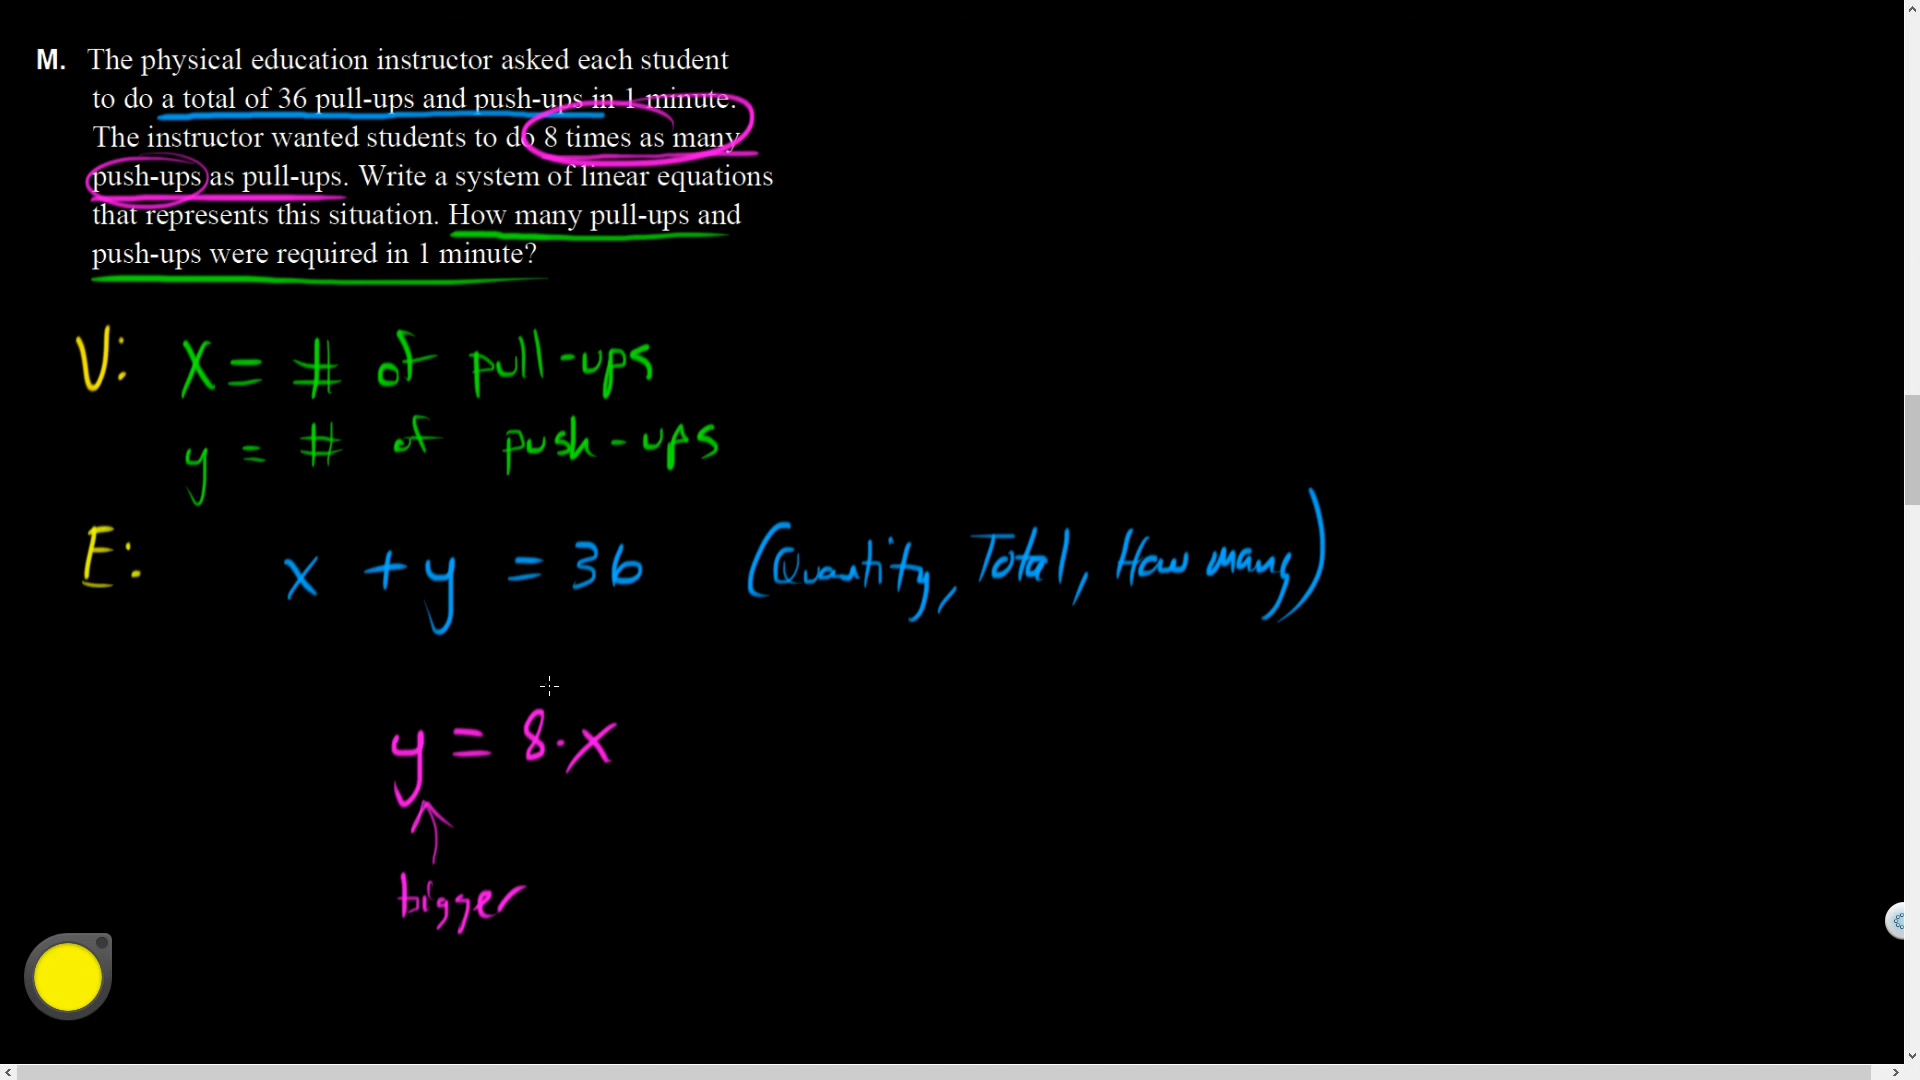 M. The physical education instructor asked each student
to do a total of 36 pull-ups and push-ups in 1 minute.
The instructor wanted students to do 8 times as many
push-ups as pull-ups. Write a system of linear equations
that represents this situation. How many pull-ups and
push-ups were required in 1 minute?
V: X = # of pull-ups
y = # of push-ups
E: x + y = 36 (Quantity, Total, How many)
y = 8·x
bigger